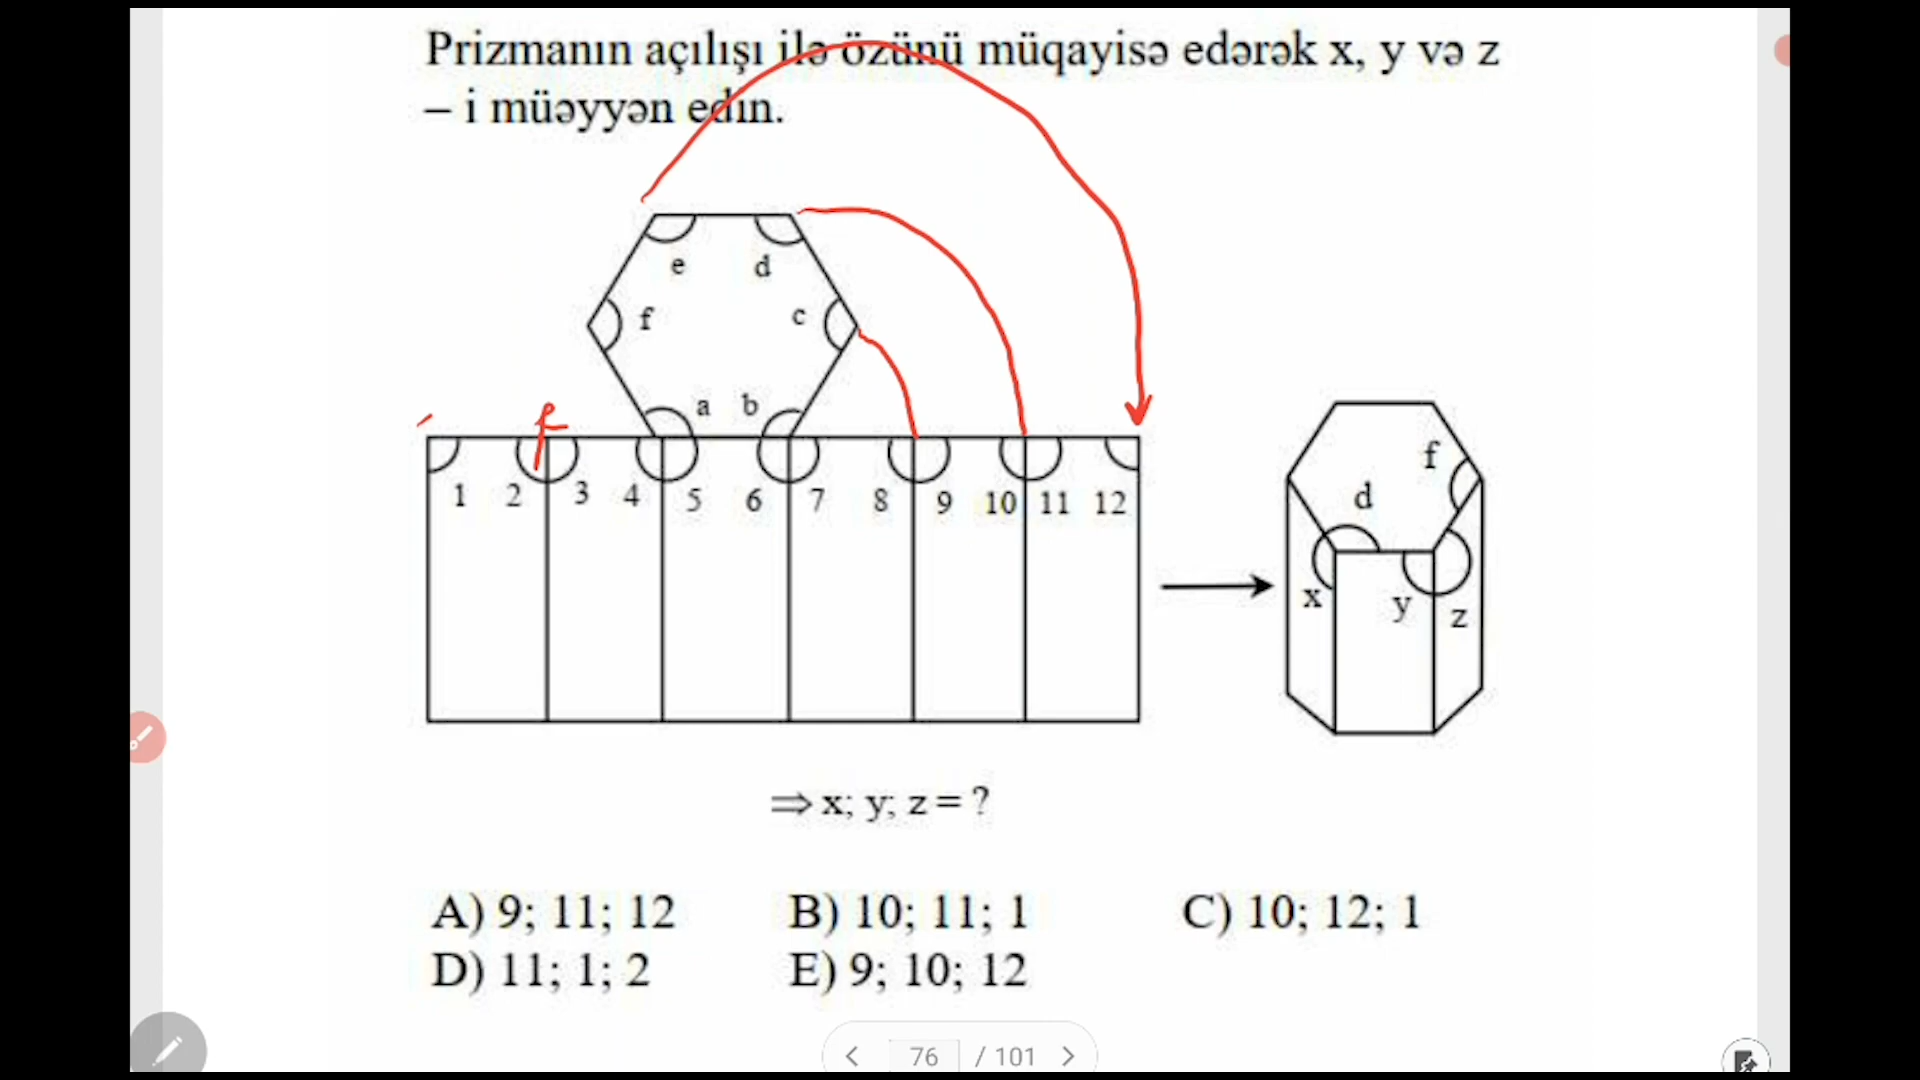 Prizmanın açılışı ilə özünü müqayisə edərək x, y və z
– i müəyyən edin.
e d
f c
a b
f
1 2 3 4 5 6 7 8 9 10 11 12
f
d
x y z
⇒ x; y; z = ?
A) 9; 11; 12 B) 10; 11; 1 C) 10; 12; 1
D) 11; 1; 2 E) 9; 10; 12
76 / 101